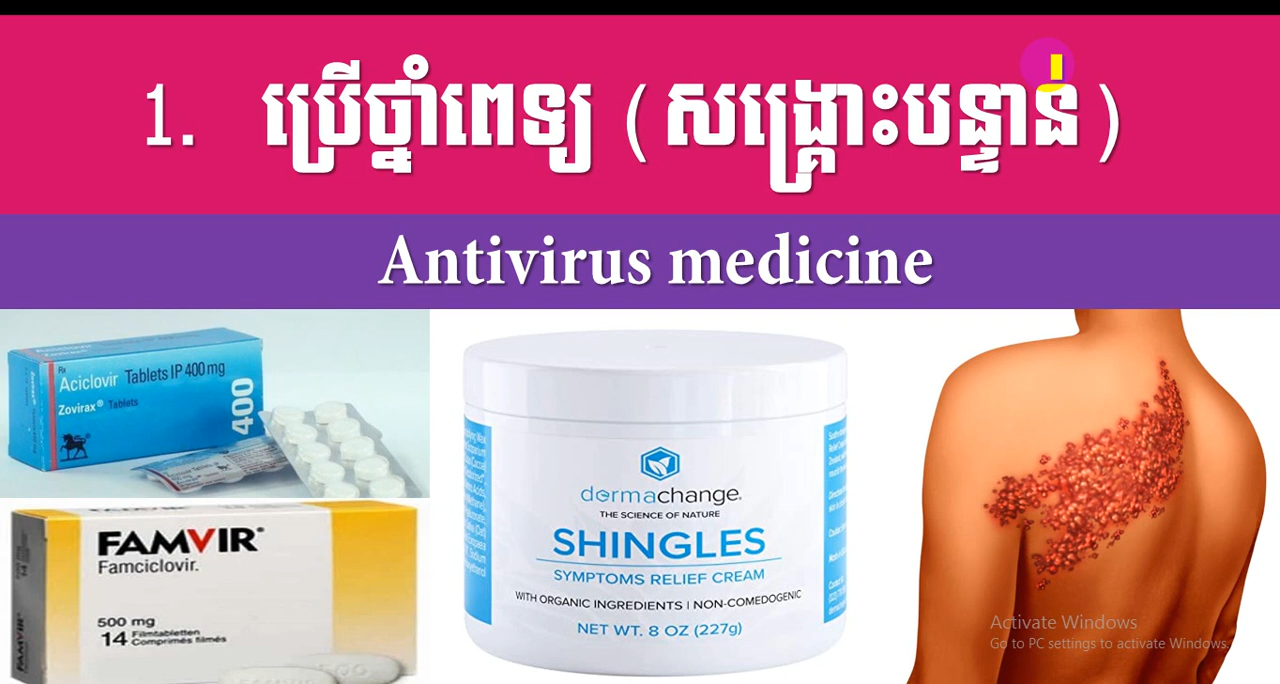 1. ប្រើថ្នាំពេទ្យ (សង្គ្រោះបន្ទាន់)
Antivirus medicine
Rx
Aciclovir Tablets IP 400 mg
Zovirax® Tablets
400
FAMVIR®
Famciclovir.
500 mg
14 Filmtabletten
Comprimés filmés
FAMVIR
dermachange.
THE SCIENCE OF NATURE
SHINGLES
SYMPTOMS RELIEF CREAM
WITH ORGANIC INGREDIENTS | NON-COMEDOGENIC
NET WT. 8 OZ (227g)
Activate Windows
Go to PC settings to activate Windows.